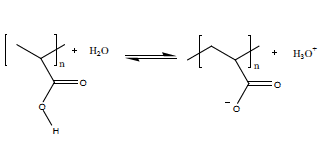 [ ]n + H₂O ⇌ [ ]n + H₃O⁺
O O
O − O
H